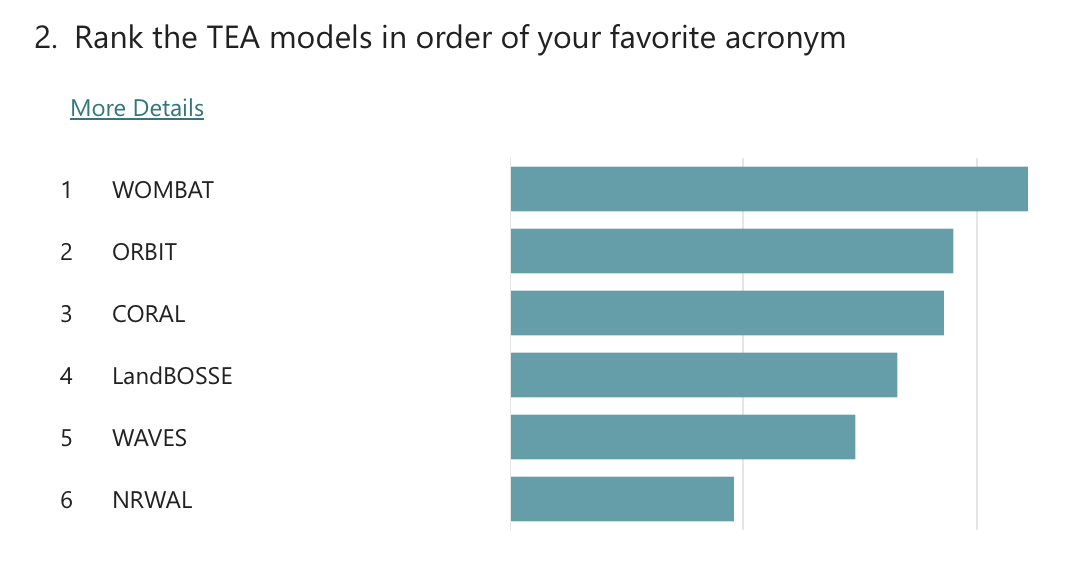 2. Rank the TEA models in order of your favorite acronym
More Details
1 WOMBAT
2 ORBIT
3 CORAL
4 LandBOSSE
5 WAVES
6 NRWAL